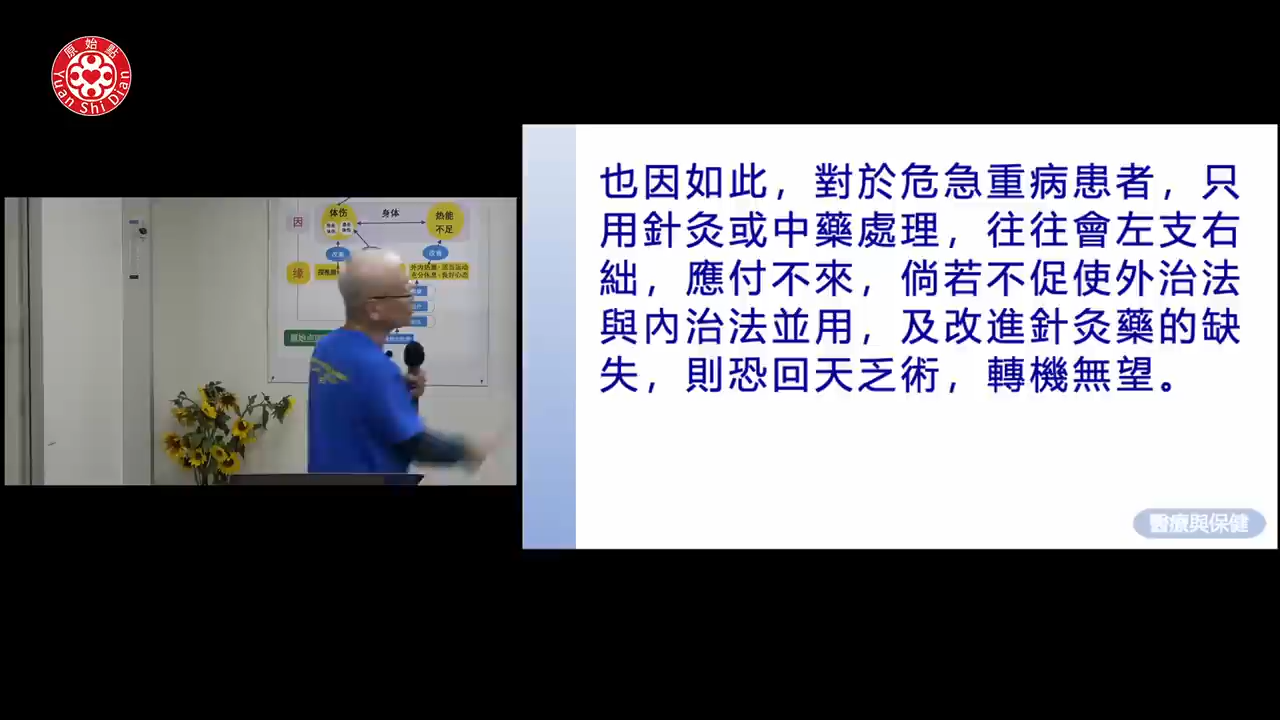 原始點
Yuan Shi Dian
也因如此，對於危急重病患者，只
用針灸或中藥處理，往往會左支右
絀，應付不來，倘若不促使外治法
與內治法並用，及改進針灸藥的缺
失，則恐回天乏術，轉機無望。
醫療與保健
因
体伤
身体
热能
不足
缘